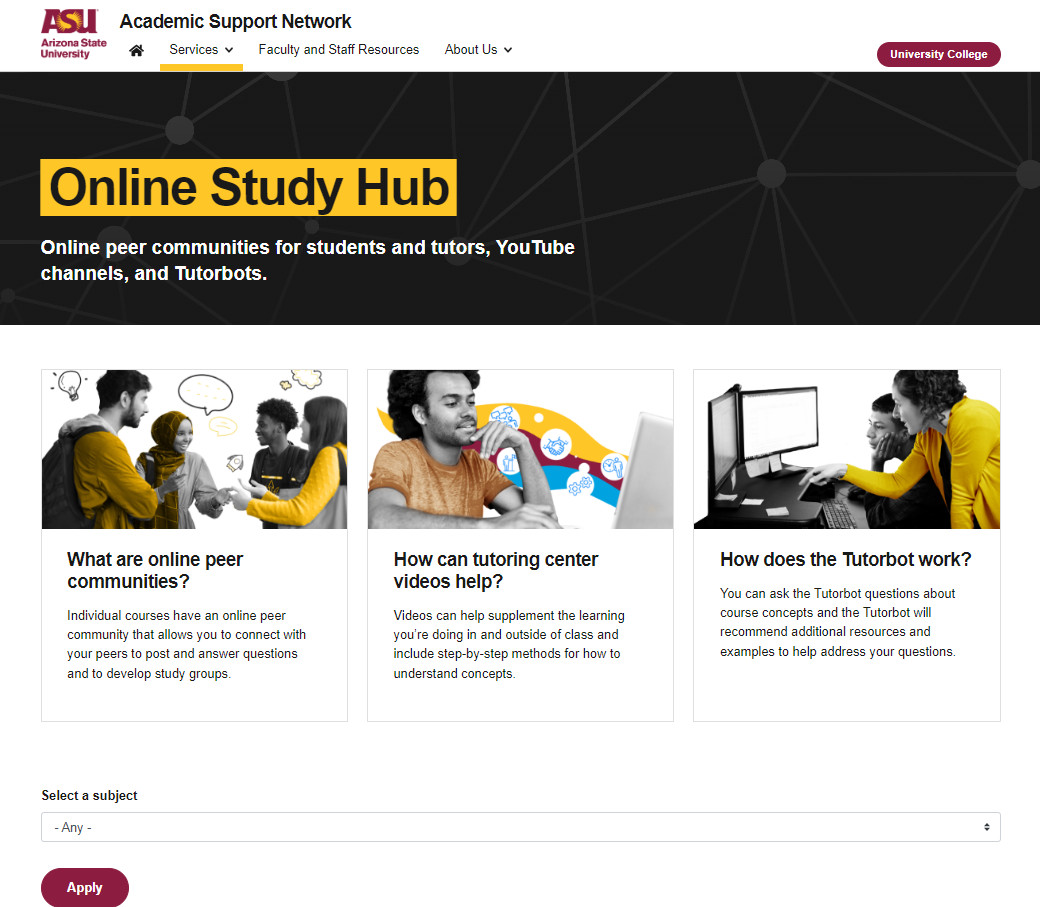 ASU
Arizona State
University
Academic Support Network
Services
Faculty and Staff Resources
About Us
University College
Online Study Hub
Online peer communities for students and tutors, YouTube
channels, and Tutorbots.
What are online peer
communities?
Individual courses have an online peer
community that allows you to connect with
your peers to post and answer questions
and to develop study groups.
How can tutoring center
videos help?
Videos can help supplement the learning
you're doing in and outside of class and
include step-by-step methods for how to
understand concepts.
How does the Tutorbot work?
You can ask the Tutorbot questions about
course concepts and the Tutorbot will
recommend additional resources and
examples to help address your questions.
Select a subject
- Any -
Apply